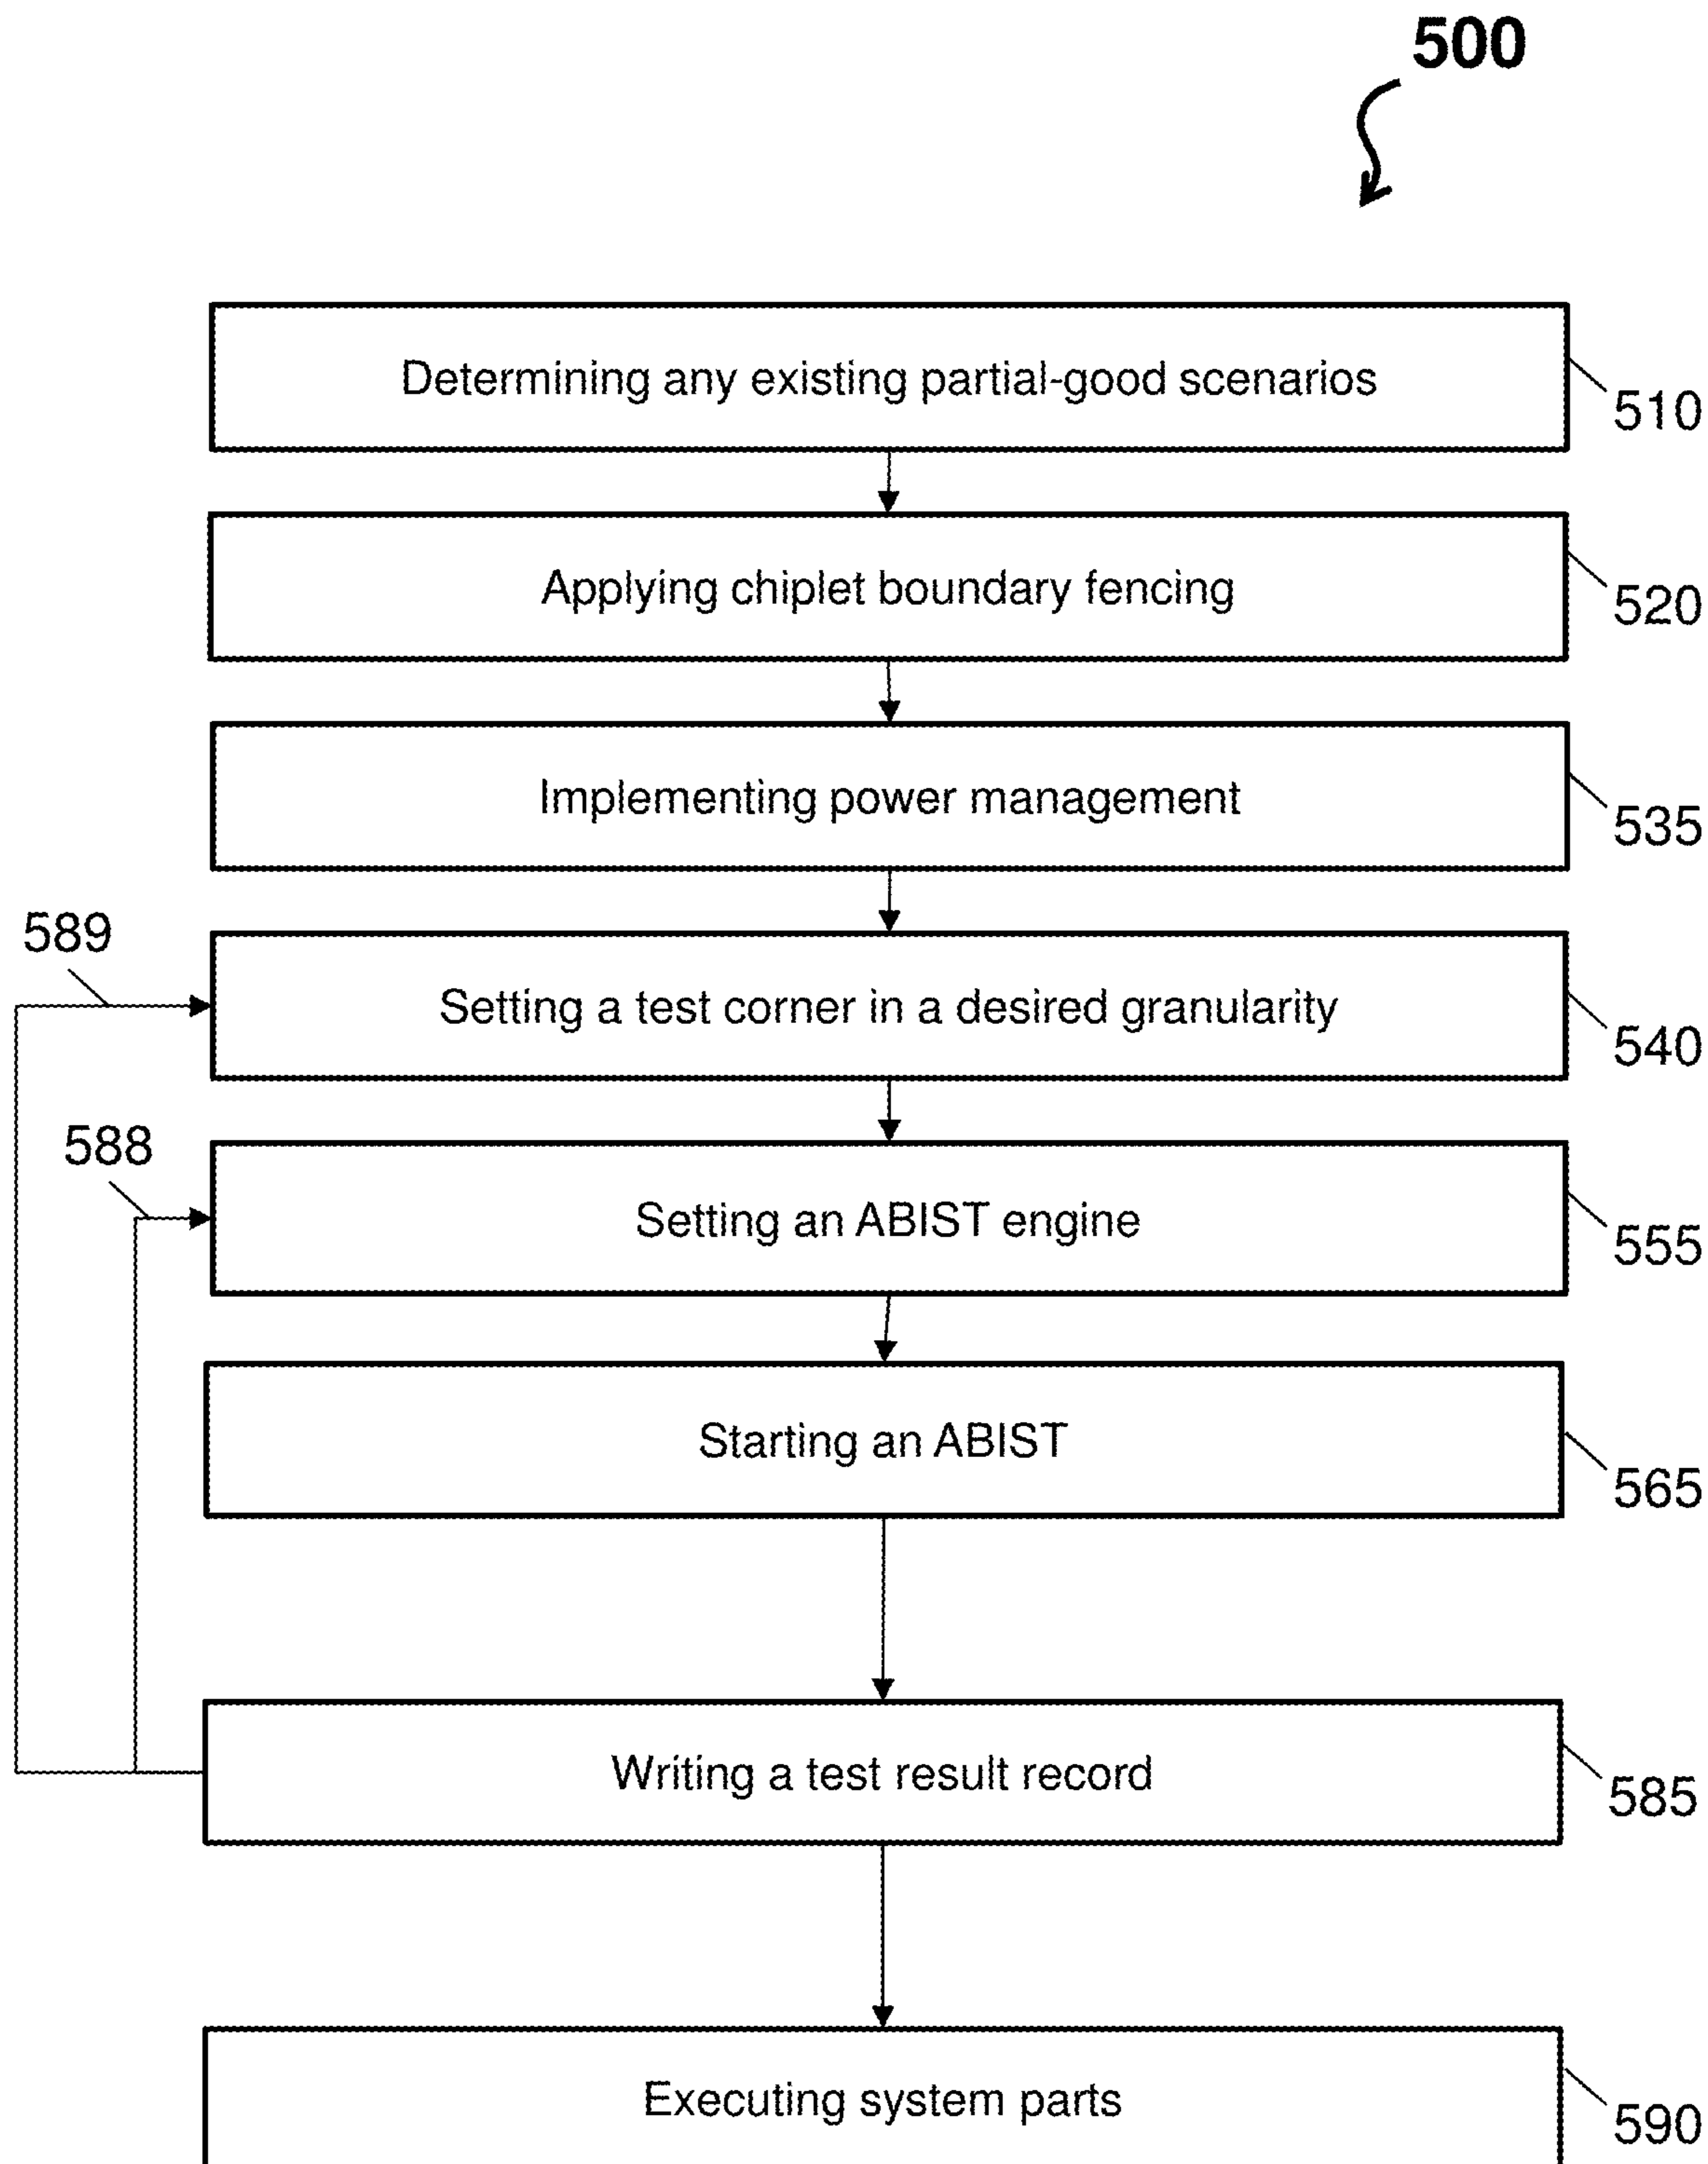 500
Determining any existing partial-good scenarios
510
Applying chiplet boundary fencing
520
Implementing power management
535
589
Setting a test corner in a desired granularity
540
588
Setting an ABIST engine
555
Starting an ABIST
565
Writing a test result record
585
Executing system parts
590